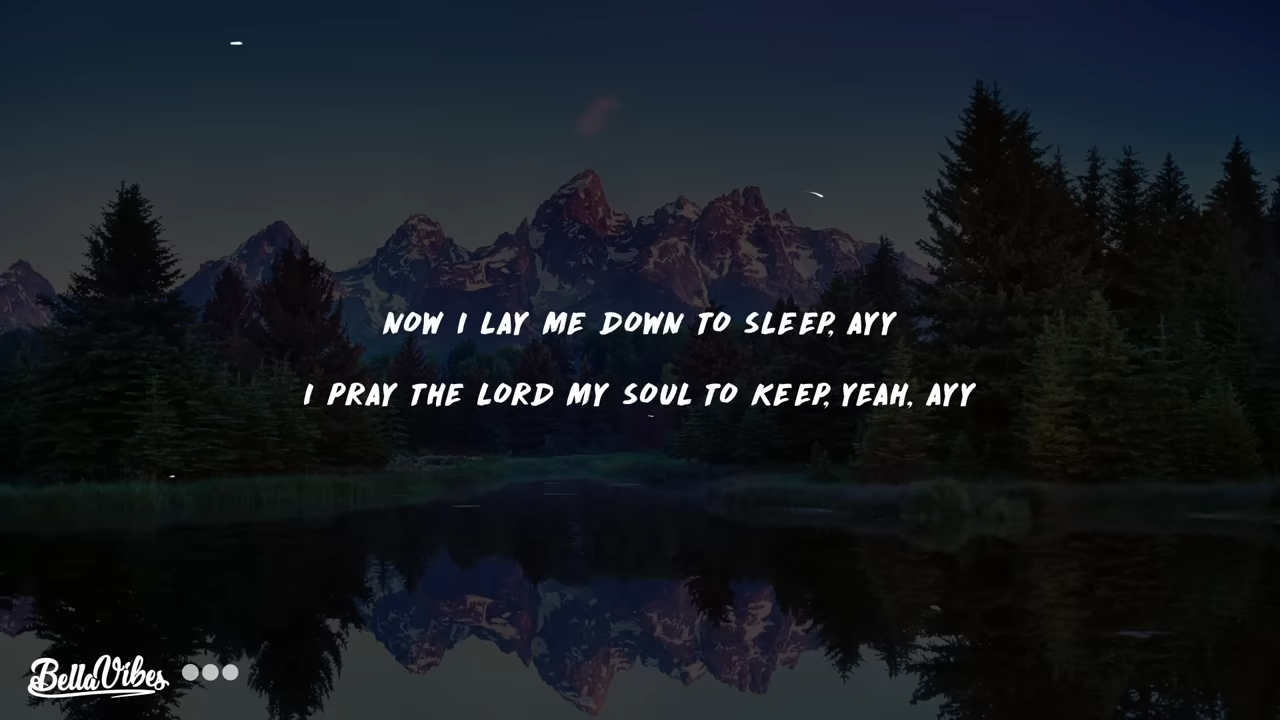 NOW I LAY ME DOWN TO SLEEP, AYY
I PRAY THE LORD MY SOUL TO KEEP, YEAH, AYY
BellaVibes